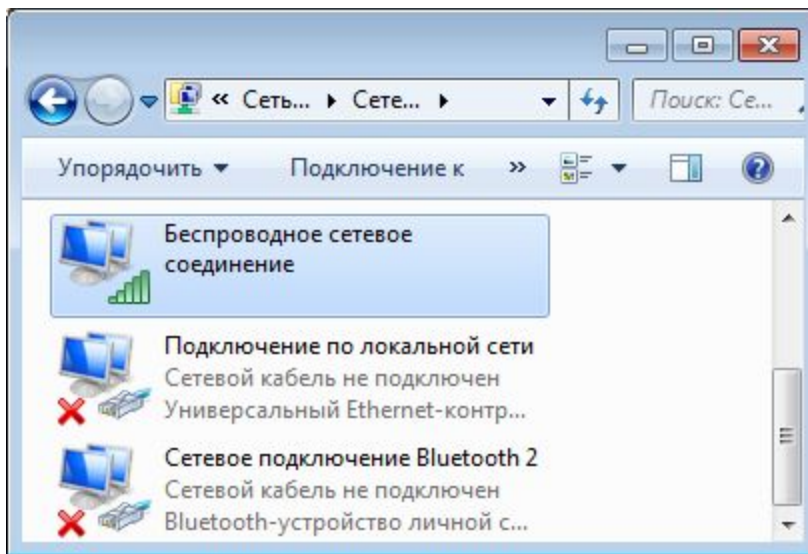 « Сеть... Сете... Поиск: Се...
Упорядочить Подключение к »
Беспроводное сетевое
соединение
Подключение по локальной сети
Сетевой кабель не подключен
Универсальный Ethernet-контр...
Сетевое подключение Bluetooth 2
Сетевой кабель не подключен
Bluetooth-устройство личной с...